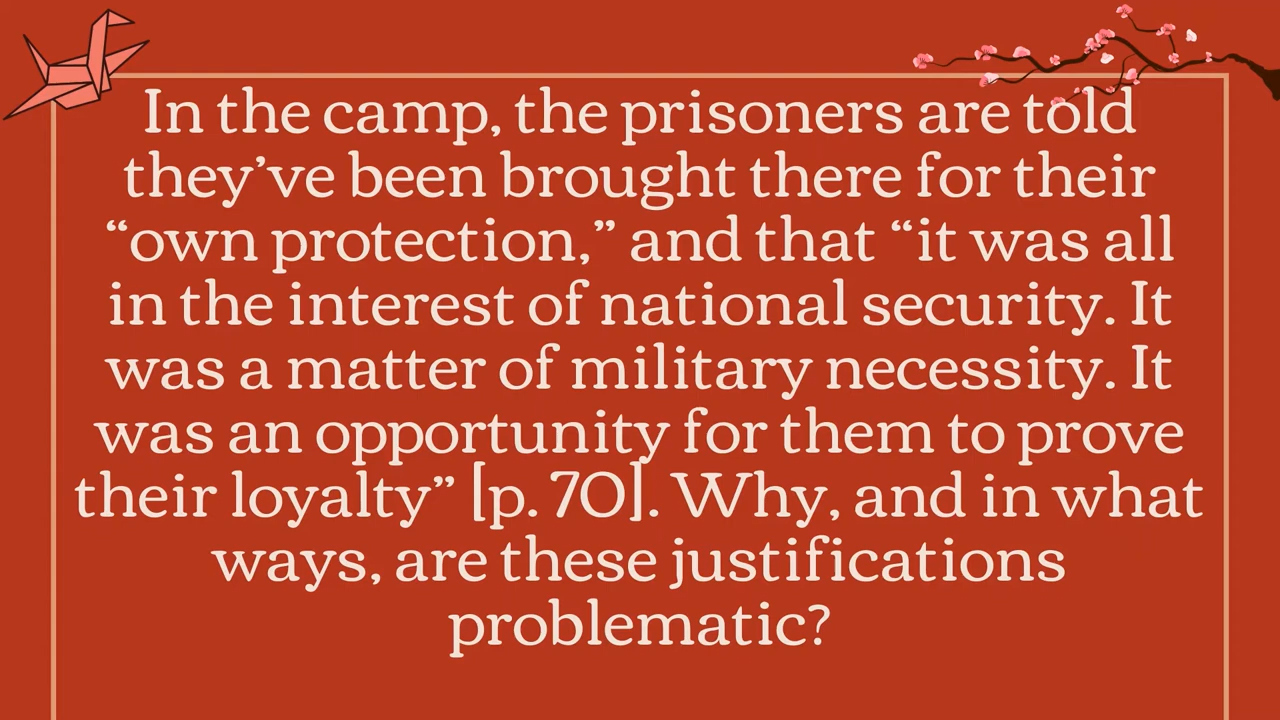 In the camp, the prisoners are told
they’ve been brought there for their
“own protection,” and that “it was all
in the interest of national security. It
was a matter of military necessity. It
was an opportunity for them to prove
their loyalty” [p. 70]. Why, and in what
ways, are these justifications
problematic?